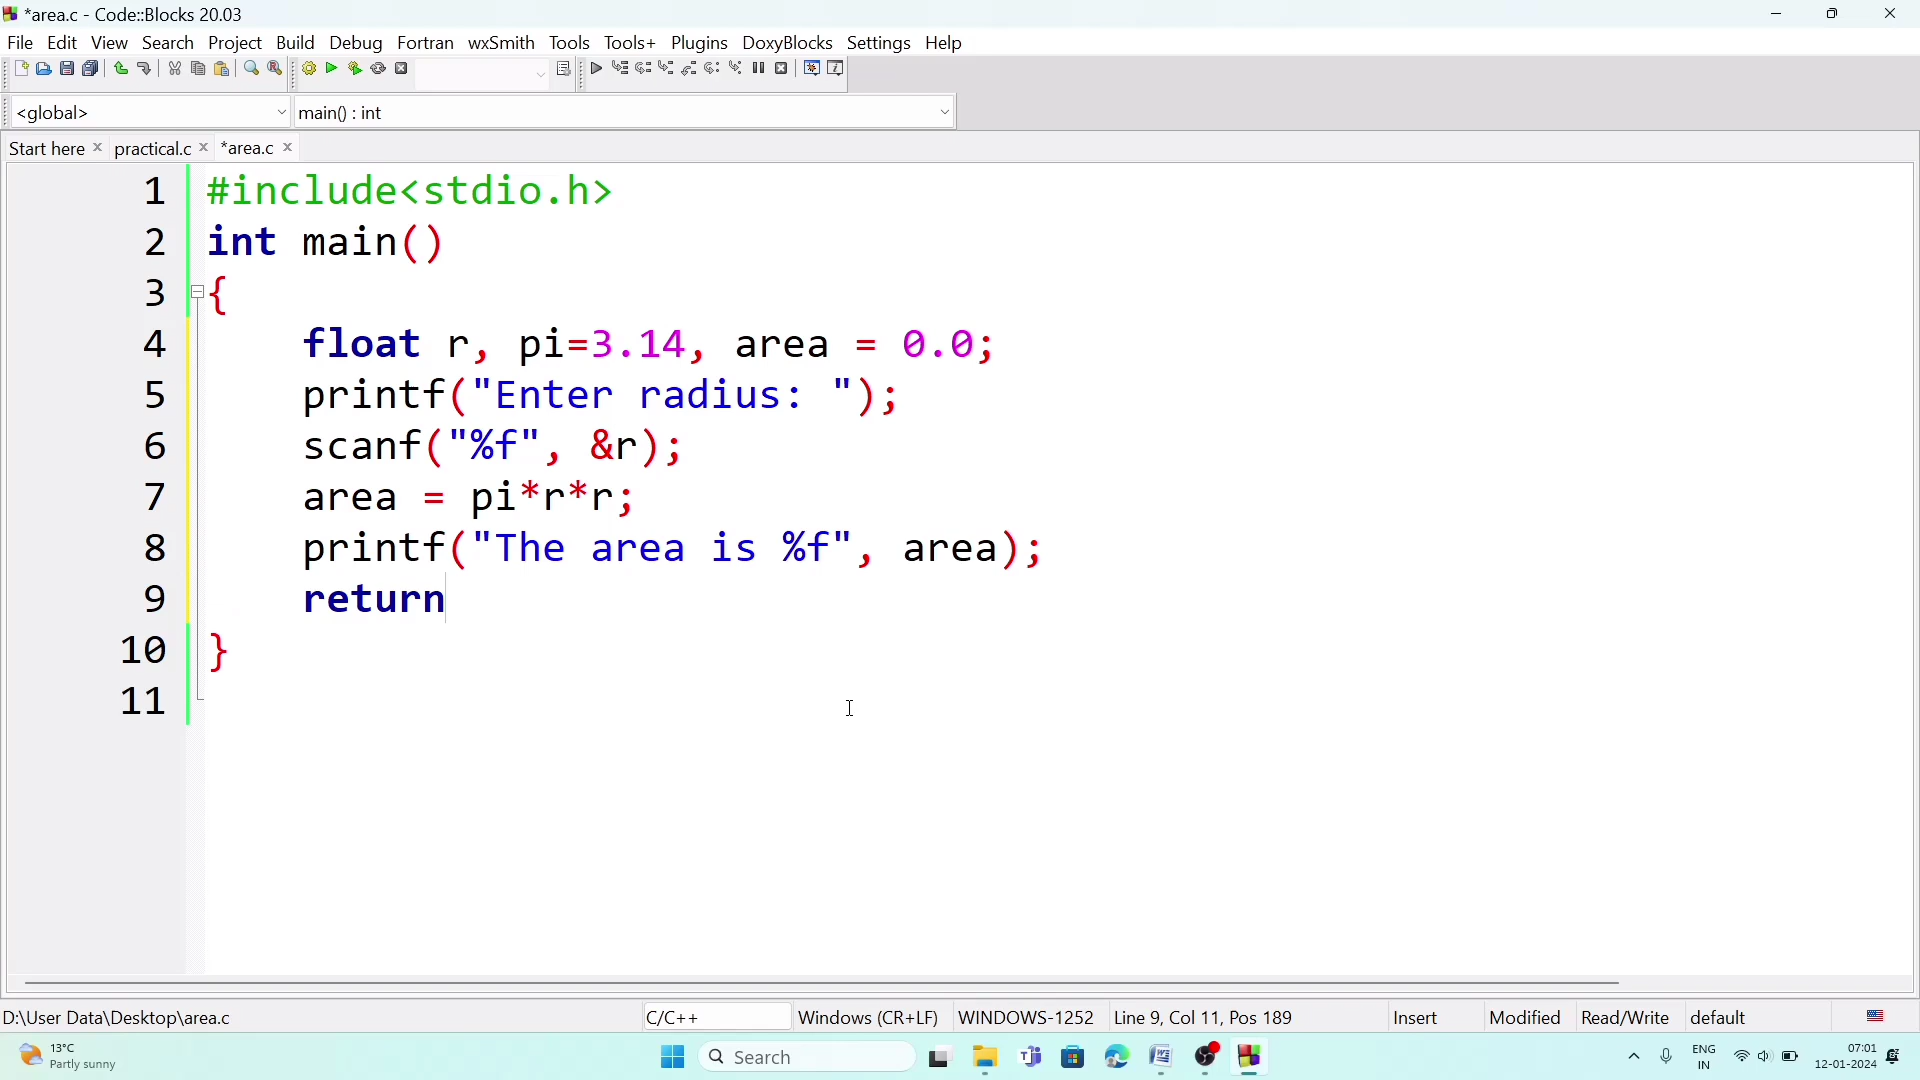 *area.c - Code::Blocks 20.03
File Edit View Search Project Build Debug Fortran wxSmith Tools Tools+ Plugins DoxyBlocks Settings Help
<global> main() : int
Start here practical.c *area.c
1 #include<stdio.h>
2 int main()
3 {
4 float r, pi=3.14, area = 0.0;
5 printf("Enter radius: ");
6 scanf("%f", &r);
7 area = pi*r*r;
8 printf("The area is %f", area);
9 return
10 }
11
D:\User Data\Desktop\area.c C/C++ Windows (CR+LF) WINDOWS-1252 Line 9, Col 11, Pos 189 Insert Modified Read/Write default
13°C
Partly sunny
Search
ENG
IN
07:01
12-01-2024